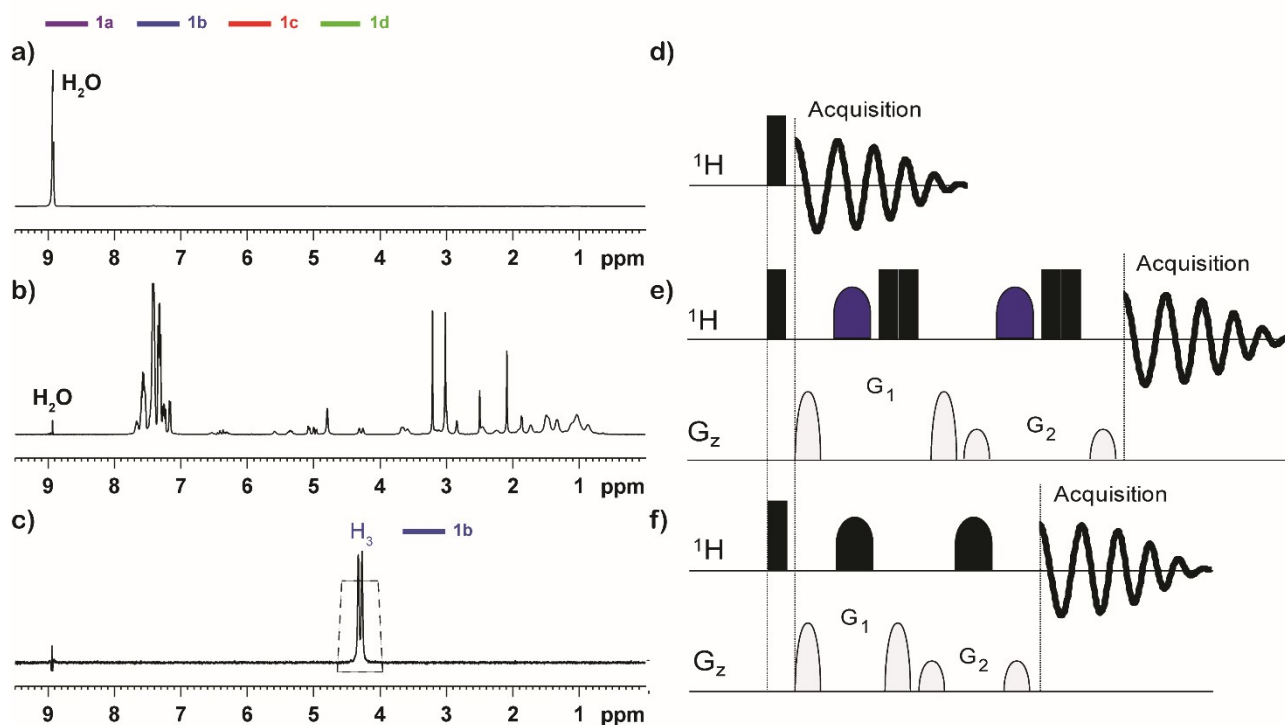 1a 1b 1c 1d
a)
H₂O
9 8 7 6 5 4 3 2 1 ppm
b)
H₂O
9 8 7 6 5 4 3 2 1 ppm
c)
H₃ 1b
9 8 7 6 5 4 3 2 1 ppm
d)
Acquisition
¹H
Acquisition
e)
¹H
G₁
G₂
Gz
Acquisition
f)
¹H
G₁
G₂
Gz